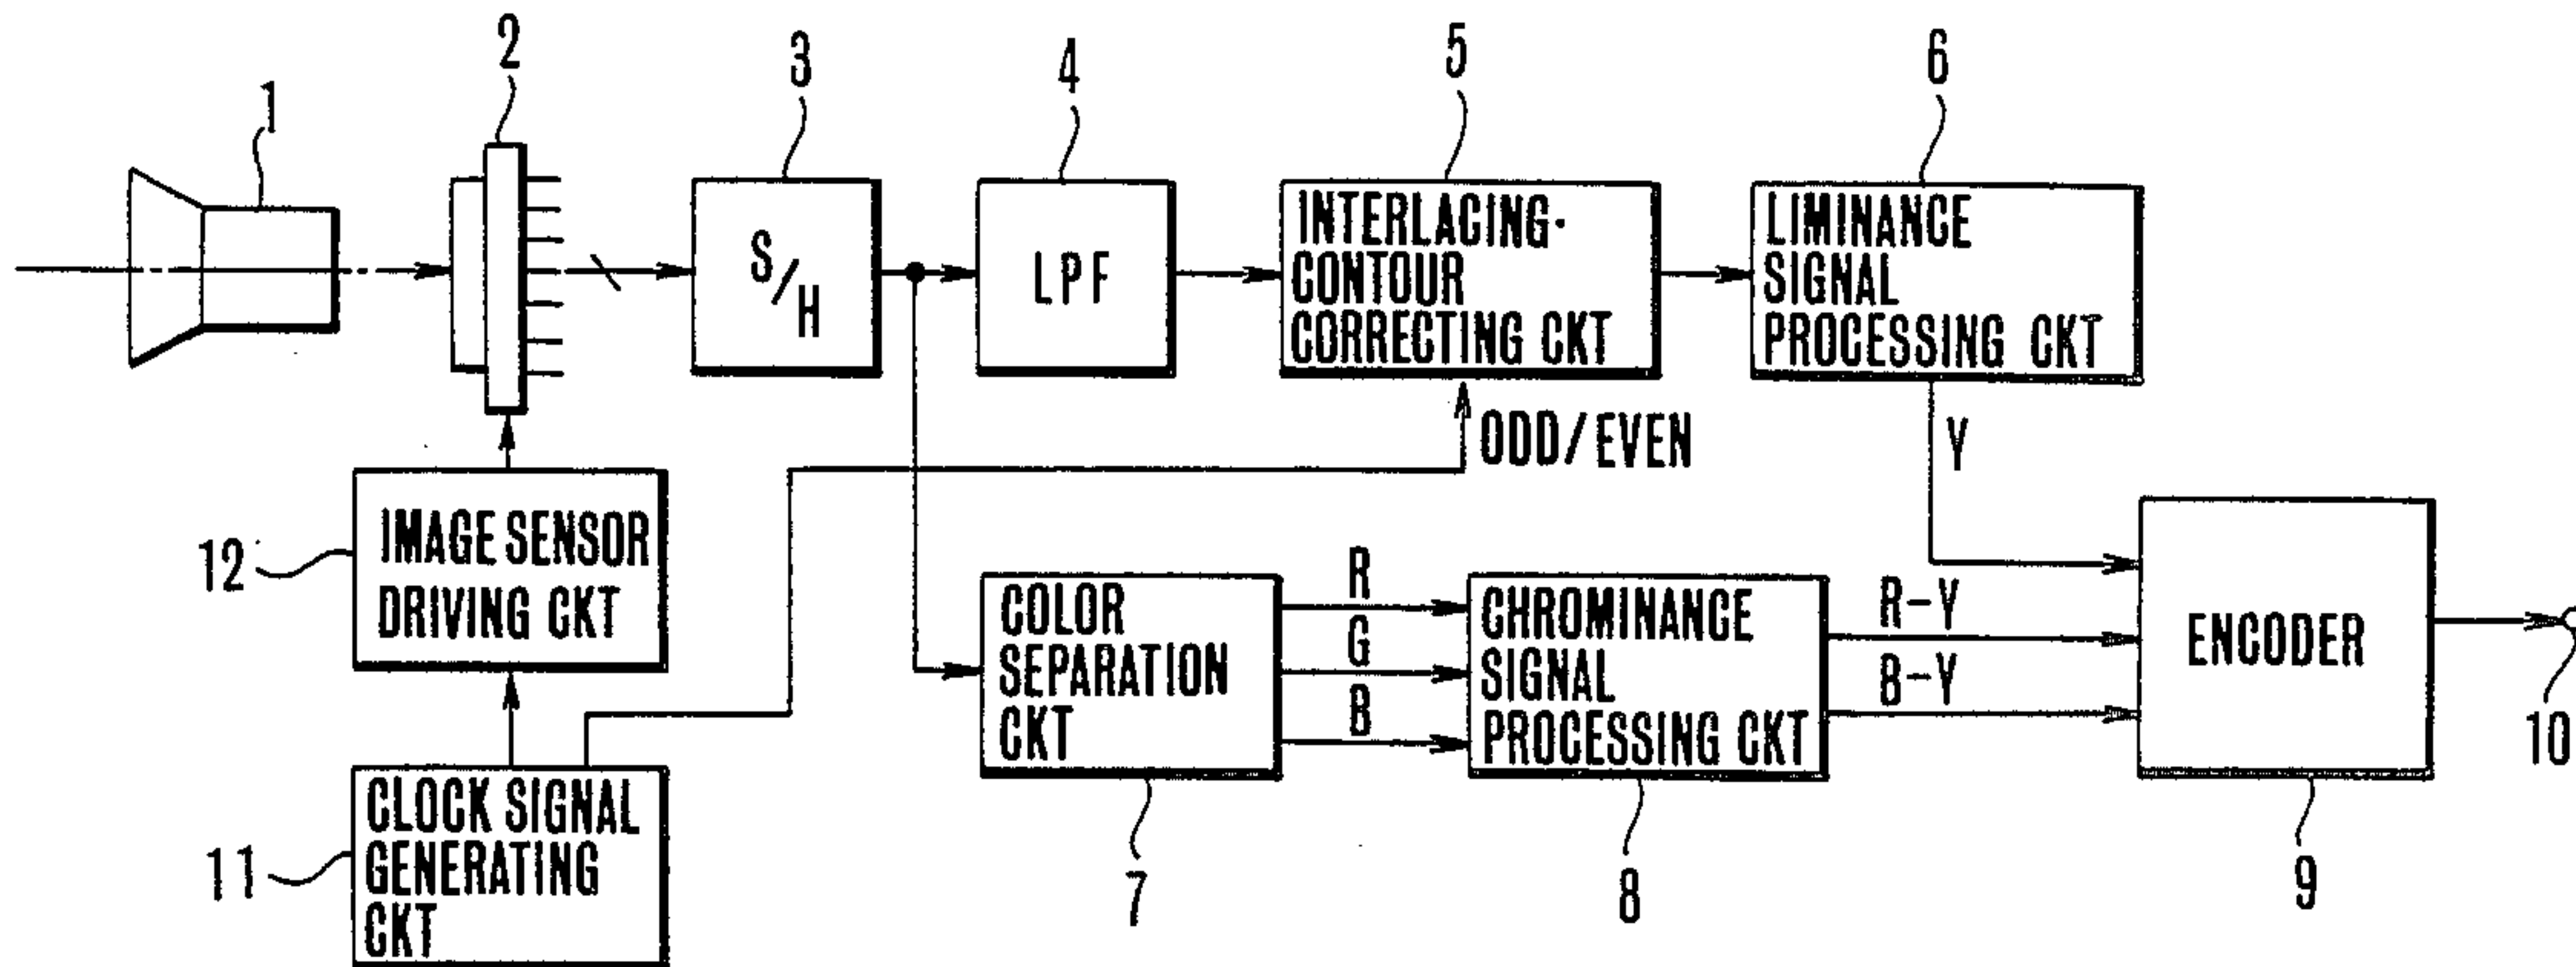 1
2
3
4
5
6
S/H
LPF
INTERLACING·
CONTOUR
CORRECTING CKT
LIMINANCE
SIGNAL
PROCESSING CKT
ODD/EVEN
Y
12
IMAGE SENSOR
DRIVING CKT
COLOR
SEPARATION
CKT
R
G
B
CHROMINANCE
SIGNAL
PROCESSING CKT
R-Y
B-Y
ENCODER
10
11
CLOCK SIGNAL
GENERATING
CKT
7
8
9